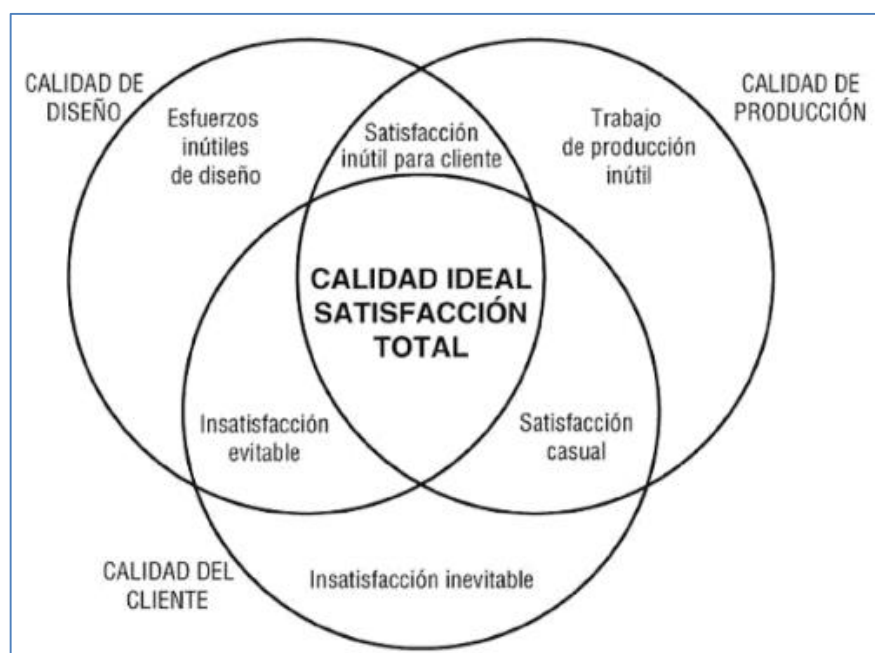 CALIDAD DE
DISEÑO
CALIDAD DE
PRODUCCIÓN
Esfuerzos
inútiles
de diseño
Satisfacción
inútil para cliente
Trabajo
de producción
inútil
CALIDAD IDEAL
SATISFACCIÓN
TOTAL
Insatisfacción
evitable
Satisfacción
casual
CALIDAD DEL
CLIENTE
Insatisfacción inevitable